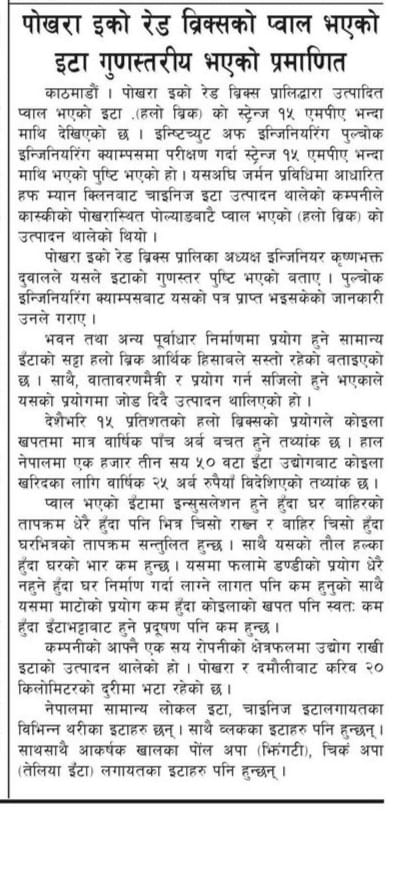 पोखरा इको रेड ब्रिक्सको प्वाल भएको
इटा गुणस्तरीय भएको प्रमाणित
काठमाडौं । पोखरा इको रेड ब्रिक्स प्रालिद्वारा उत्पादित
प्वाल भएको इटा .(हलो ब्रिक) को स्ट्रेन्ज १५ एमपीए भन्दा
माथि देखिएको छ । इन्ष्टिच्युट अफ इन्जिनियरिंग पुल्चोक
इन्जिनियरिंग क्याम्पसमा परीक्षण गर्दा स्ट्रेन्ज १५ एमपीए भन्दा
माथि भएको पुष्टि भएको हो । यसअघि जर्मन प्रविधिमा आधारित
हफ म्यान क्लिनबाट चाइनिज इटा उत्पादन थालेको कम्पनीले
कास्कीको पोखरास्थित पोल्याङबाटै प्वाल भएको (हलो ब्रिक) को
उत्पादन थालेको थियो ।
पोखरा इको रेड ब्रिक्स प्रालिका अध्यक्ष इन्जिनियर कृष्णभक्त
दुवालले यसले इटाको गुणस्तर पुष्टि भएको बताए । पुल्चोक
इन्जिनियरिंग क्याम्पसबाट यसको पत्र प्राप्त भइसकेको जानकारी
उनले गराए ।
भवन तथा अन्य पूर्वाधार निर्माणमा प्रयोग हुने सामान्य
इँटाको सट्टा हलो ब्रिक आर्थिक हिसाबले सस्तो रहेको बताइएको
छ । साथै, वातावरणमैत्री र प्रयोग गर्न सजिलो हुने भएकाले
यसको प्रयोगमा जोड दिदै उत्पादन थालिएको हो ।
देशैभरि १५ प्रतिशतको हलो ब्रिक्सको प्रयोगले कोइला
खपतमा मात्र वार्षिक पाँच अर्ब बचत हुने तथ्यांक छ । हाल
नेपालमा एक हजार तीन सय ५० वटा इँटा उद्योगबाट कोइला
खरिदका लागि वार्षिक २५ अर्ब रुपैयाँ विदेशिएको तथ्यांक छ ।
प्वाल भएको इँटामा इन्सुसलेशन हुने हुँदा घर बाहिरको
तापक्रम धेरै हुँदा पनि भित्र चिसो राख्न र बाहिर चिसो हुँदा
घरभित्रको तापक्रम सन्तुलित हुन्छ । साथै यसको तौल हल्का
हुँदा घरको भार कम हुन्छ । यसमा फलामे डण्डीको प्रयोग धेरै
नहुने हुँदा घर निर्माण गर्दा लाग्ने लागत पनि कम हुनुको साथै
यसमा माटोको प्रयोग कम हुँदा कोइलाको खपत पनि स्वतः कम
हुँदा इँटाभट्टाबाट हुने प्रदूषण पनि कम हुन्छ ।
कम्पनीको आफ्नै एक सय रोपनीको क्षेत्रफलमा उद्योग राखी
इटाको उत्पादन थालेको हो । पोखरा र दमौलीबाट करिव २०
किलोमिटरको दुरीमा भटा रहेको छ ।
नेपालमा सामान्य लोकल इटा, चाइनिज इटालगायतका
विभिन्न थरीका इटाहरु छन् । साथै व्लकका इटाहरु पनि हुन्छन् ।
साथसाथै आकर्षक खालका पोंल अपा (झिंगटी), चिकं अपा
(तेलिया इँटा) लगायतका इटाहरु पनि हुन्छन् ।